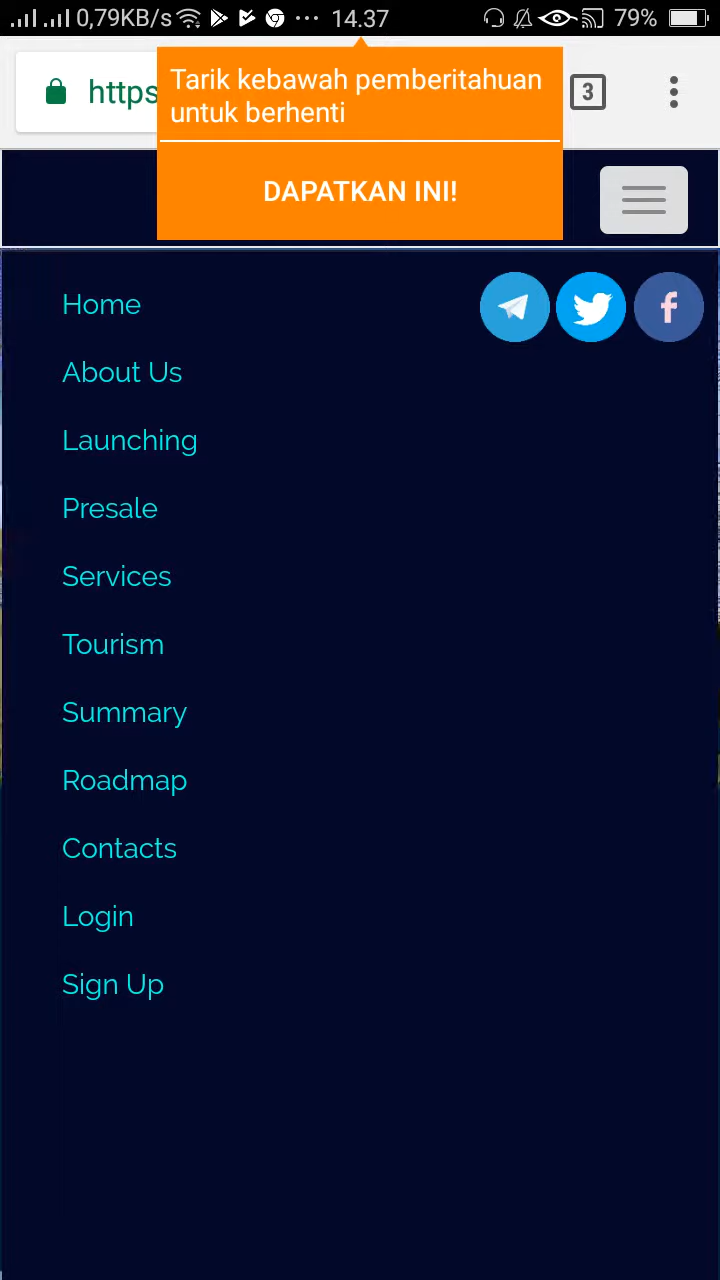 0,79KB/s 14.37 79%
https
3
Tarik kebawah pemberitahuan
untuk berhenti
DAPATKAN INI!
Home
About Us
Launching
Presale
Services
Tourism
Summary
Roadmap
Contacts
Login
Sign Up